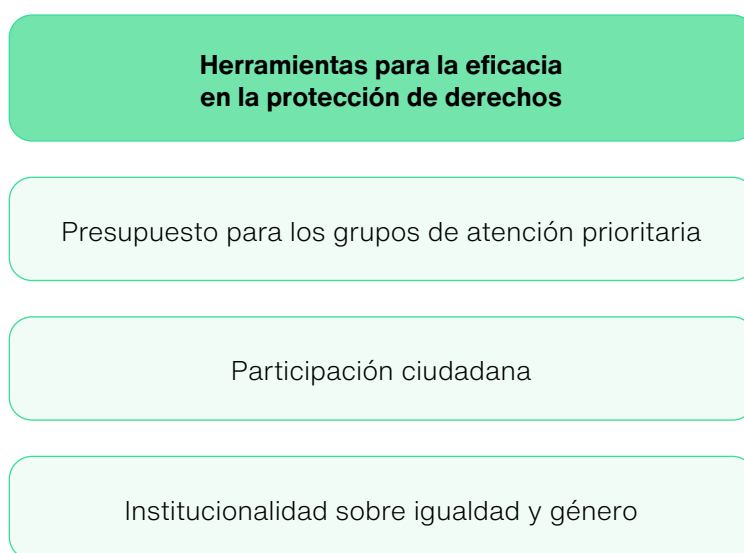 Herramientas para la eficacia
en la protección de derechos
Presupuesto para los grupos de atención prioritaria
Participación ciudadana
Institucionalidad sobre igualdad y género